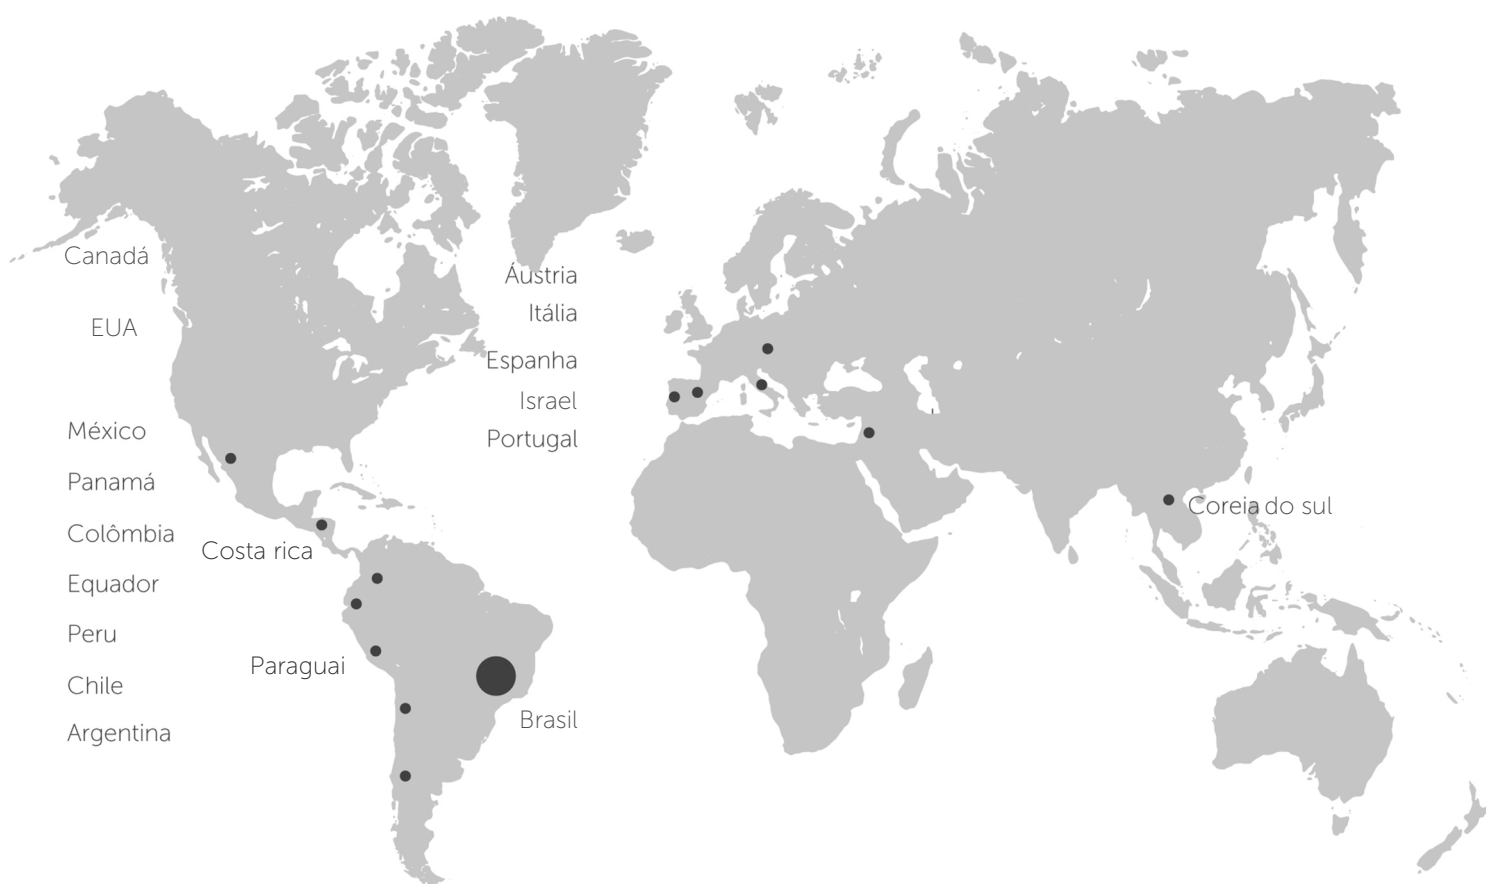 Canadá
EUA
México
Panamá
Colômbia
Equador
Peru
Chile
Argentina
Costa rica
Paraguai
Brasil
Áustria
Itália
Espanha
Israel
Portugal
Coreia do sul